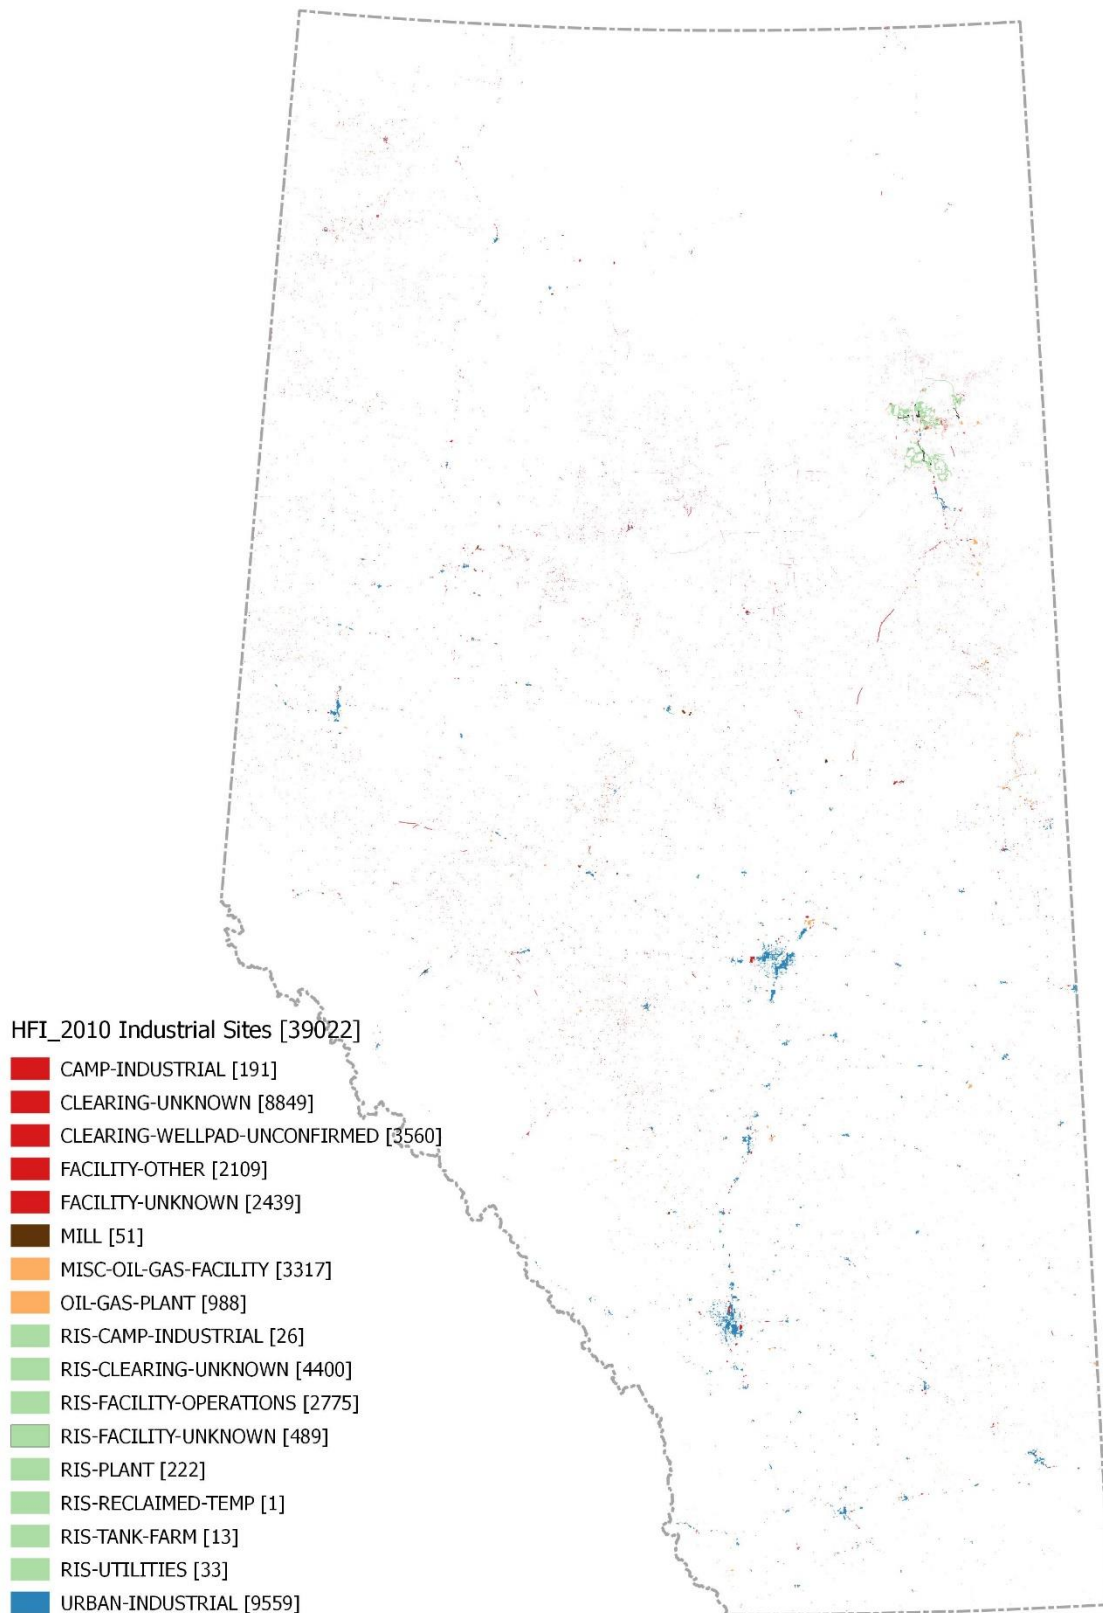 HFI_2010 Industrial Sites [39022]
CAMP-INDUSTRIAL [191]
CLEARING-UNKNOWN [8849]
CLEARING-WELLPAD-UNCONFIRMED [3560]
FACILITY-OTHER [2109]
FACILITY-UNKNOWN [2439]
MILL [51]
MISC-OIL-GAS-FACILITY [3317]
OIL-GAS-PLANT [988]
RIS-CAMP-INDUSTRIAL [26]
RIS-CLEARING-UNKNOWN [4400]
RIS-FACILITY-OPERATIONS [2775]
RIS-FACILITY-UNKNOWN [489]
RIS-PLANT [222]
RIS-RECLAIMED-TEMP [1]
RIS-TANK-FARM [13]
RIS-UTILITIES [33]
URBAN-INDUSTRIAL [9559]